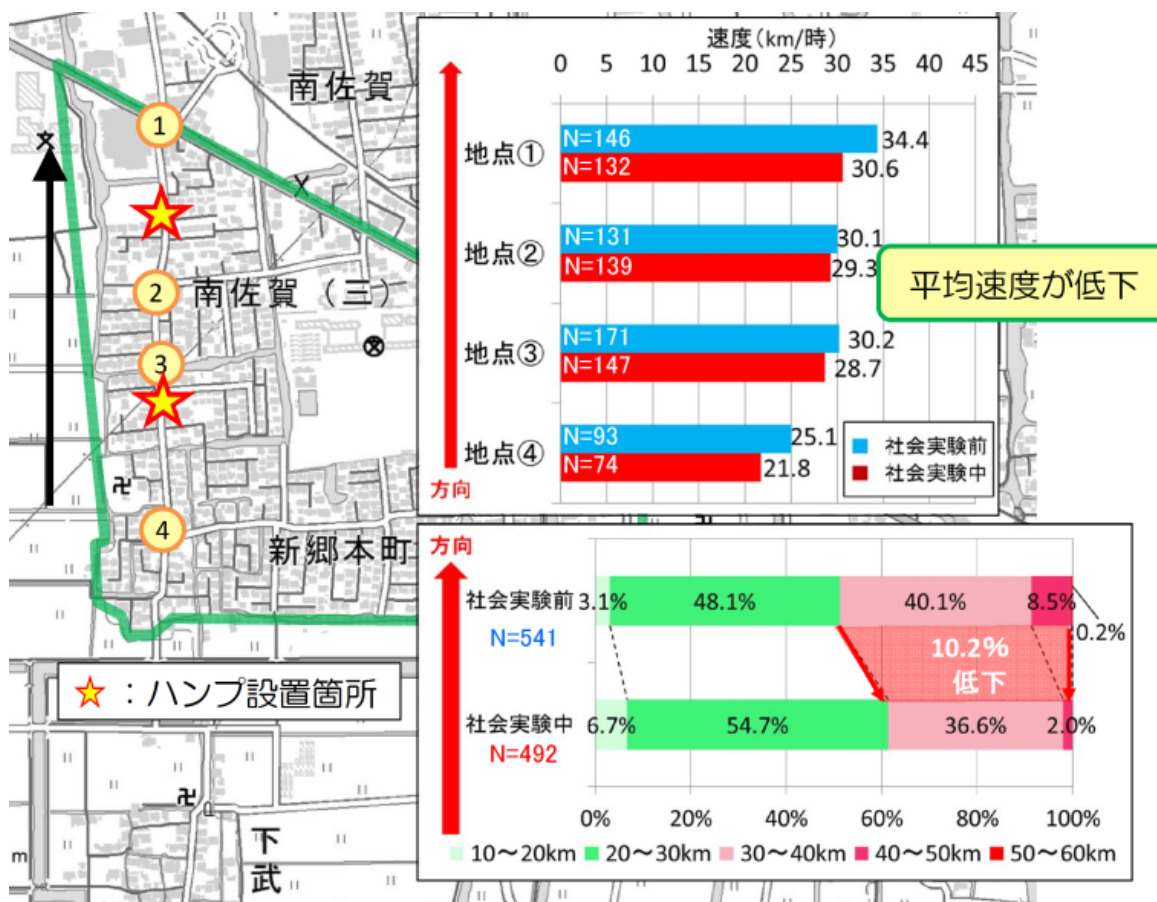 南佐賀
1
2
南佐賀(三)
3
卍
4
新郷本町
卍
下
武
m
★:ハンプ設置箇所
速度(km/時)
0 5 10 15 20 25 30 35 40 45
地点①
N=146
34.4
N=132
30.6
地点②
N=131
30.1
N=139
29.3
地点③
N=171
30.2
N=147
28.7
地点④
N=93
25.1
N=74
21.8
社会実験前
社会実験中
方向
平均速度が低下
方向
社会実験前
N=541
3.1% 48.1% 40.1% 8.5%
0.2%
10.2%
低下
社会実験中
N=492
6.7% 54.7% 36.6% 2.0%
0% 20% 40% 60% 80% 100%
10~20km 20~30km 30~40km 40~50km 50~60km